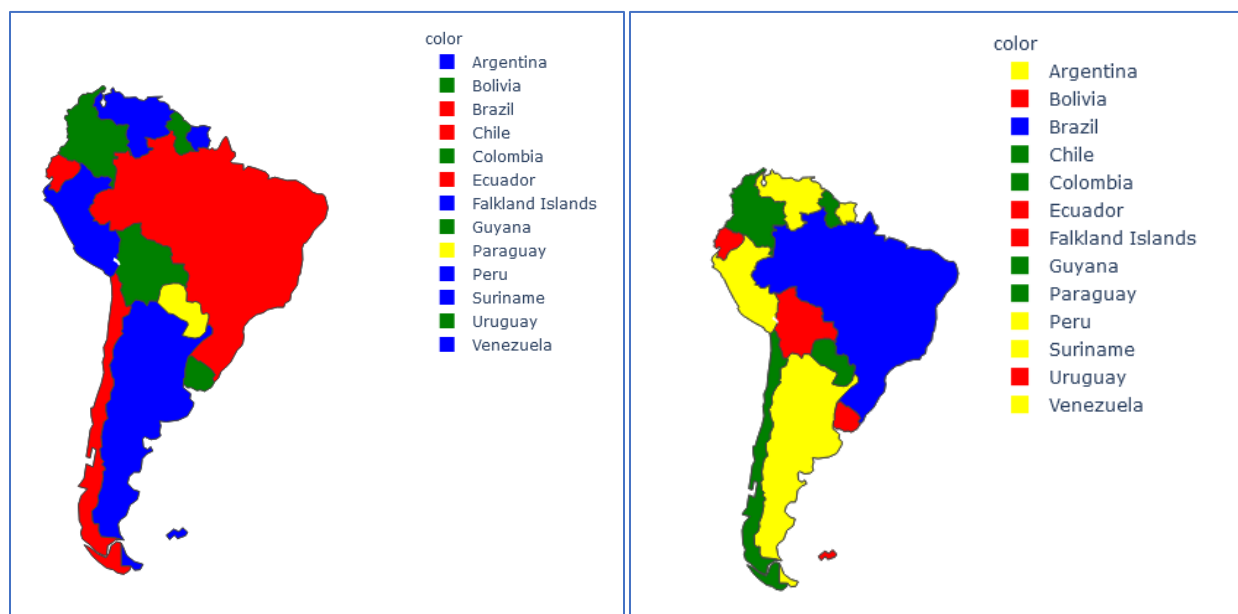 color
Argentina
Bolivia
Brazil
Chile
Colombia
Ecuador
Falkland Islands
Guyana
Paraguay
Peru
Suriname
Uruguay
Venezuela
color
Argentina
Bolivia
Brazil
Chile
Colombia
Ecuador
Falkland Islands
Guyana
Paraguay
Peru
Suriname
Uruguay
Venezuela